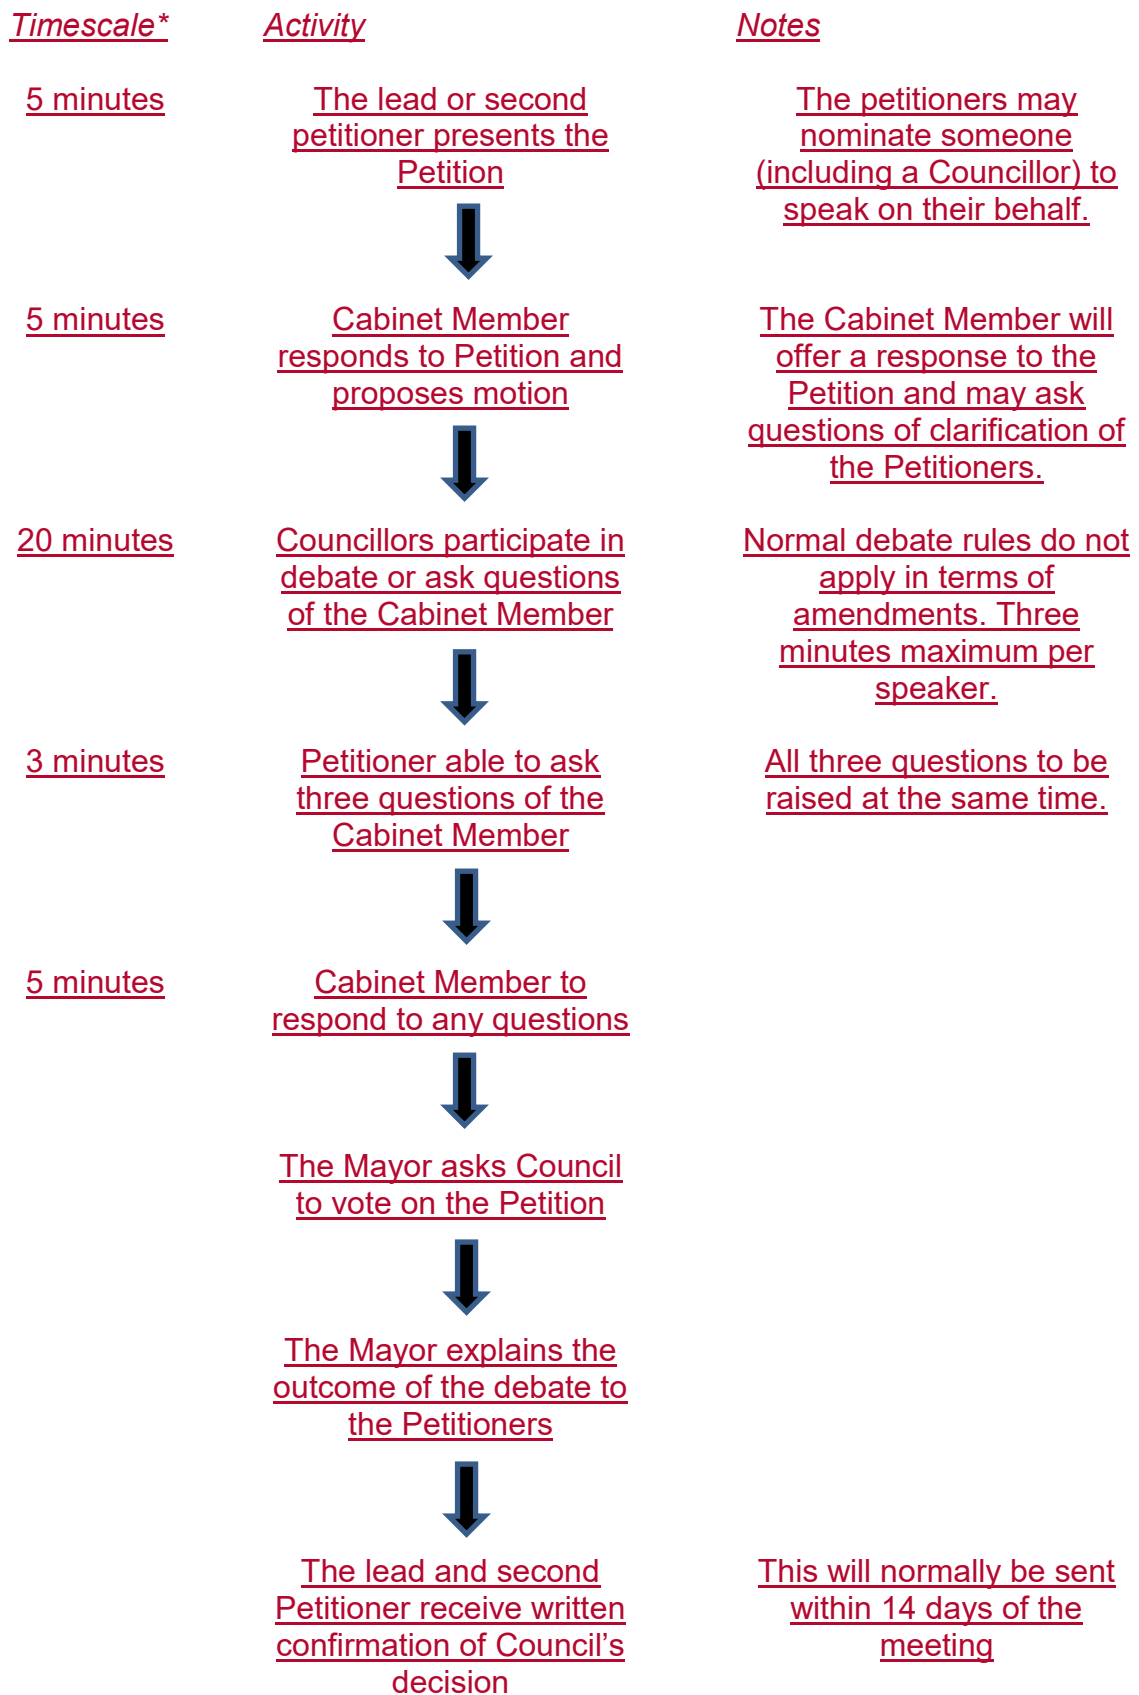 Timescale* Activity Notes
5 minutes The lead or second The petitioners may
petitioner presents the nominate someone
Petition (including a Councillor) to
speak on their behalf.
5 minutes Cabinet Member The Cabinet Member will
responds to Petition and offer a response to the
proposes motion Petition and may ask
questions of clarification of
the Petitioners.
20 minutes Councillors participate in Normal debate rules do not
debate or ask questions apply in terms of
of the Cabinet Member amendments. Three
minutes maximum per
speaker.
3 minutes Petitioner able to ask All three questions to be
three questions of the raised at the same time.
Cabinet Member
5 minutes Cabinet Member to
respond to any questions
The Mayor asks Council
to vote on the Petition
The Mayor explains the
outcome of the debate to
the Petitioners
The lead and second This will normally be sent
Petitioner receive written within 14 days of the
confirmation of Council’s meeting
decision